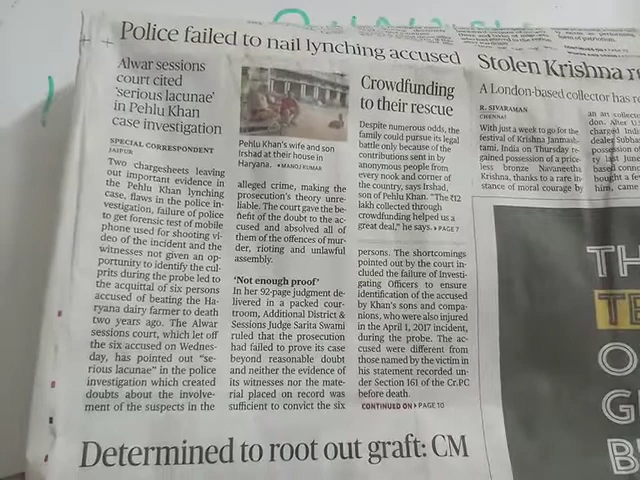 Police failed to nail lynching accused
Alwar sessions
court cited
'serious lacunae'
in Pehlu Khan
case investigation
SPECIAL CORRESPONDENT
JAIPUR
Two chargesheets leaving
out important evidence in
the Pehlu Khan lynching
case, flaws in the police in-
vestigation, failure of police
to get forensic test of mobile
phone used for shooting vi-
deo of the incident and the
witnesses not given an op-
portunity to identify the cul-
prits during the probe led to
the acquittal of six persons
accused of beating the Ha-
ryana dairy farmer to death
two years ago. The Alwar
sessions court, which let off
the six accused on Wednes-
day, has pointed out "se-
rious lacunae" in the police
investigation which created
doubts about the involve-
ment of the suspects in the
Pehlu Khan's wife and son
Irshad at their house in
Haryana. • MANOJ KUMAR
alleged crime, making the
prosecution's theory unre-
liable. The court gave the be-
nefit of the doubt to the ac-
cused and absolved all of
them of the offences of mur-
der, rioting and unlawful
assembly.
'Not enough proof'
In her 92-page judgment de-
livered in a packed court-
room, Additional District &
Sessions Judge Sarita Swami
ruled that the prosecution
had failed to prove its case
beyond reasonable doubt
and neither the evidence of
its witnesses nor the mate-
rial placed on record was
sufficient to convict the six
Crowdfunding
to their rescue
Despite numerous odds, the
family could pursue its legal
battle only because of the
contributions sent in by
anonymous people from
every nook and corner of
the country, says Irshad,
son of Pehlu Khan. "The ₹12
lakh collected through
crowdfunding helped us a
great deal," he says. ▸ PAGE 7
persons. The shortcomings
pointed out by the court in-
cluded the failure of Investi-
gating Officers to ensure
identification of the accused
by Khan's sons and compa-
nions, who were also injured
in the April 1, 2017 incident,
during the probe. The ac-
cused were different from
those named by the victim in
his statement recorded un-
der Section 161 of the Cr.PC
before death.
CONTINUED ON ▸ PAGE 10
Stolen Krishna
A London-based collector has
R. SIVARAMAN
CHENNAI
With just a week to go for the
festival of Krishna Janmash-
tami, India on Thursday re-
gained possession of a price-
less bronze Navaneetha
Krishna, thanks to a rare in-
stance of moral courage by
an
don. After U.
charged
dealer
possession
last June
based
bought a
him, came
Determined to root out graft: CM
TH
TE
O
G
B